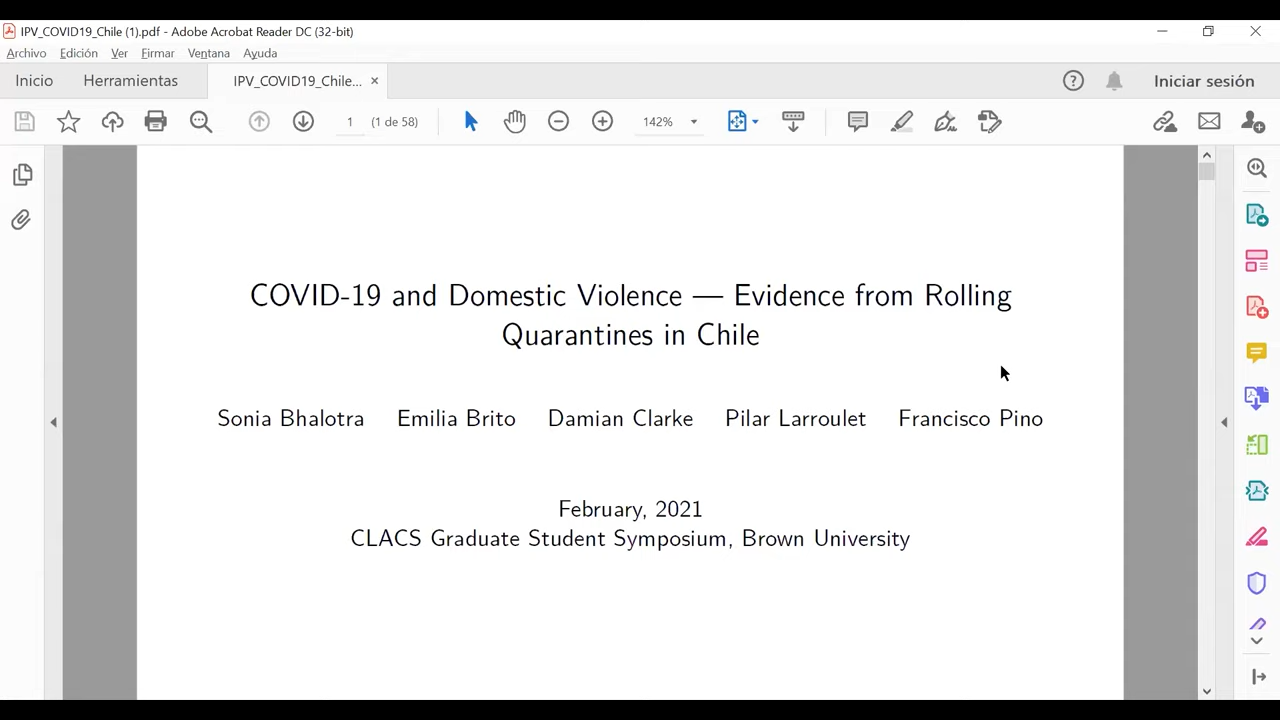 IPV_COVID19_Chile (1).pdf - Adobe Acrobat Reader DC (32-bit)
Archivo Edición Ver Firmar Ventana Ayuda
Inicio Herramientas IPV_COVID19_Chile... × Iniciar sesión
1 (1 de 58) 142%
COVID-19 and Domestic Violence — Evidence from Rolling
Quarantines in Chile
Sonia Bhalotra Emilia Brito Damian Clarke Pilar Larroulet Francisco Pino
February, 2021
CLACS Graduate Student Symposium, Brown University